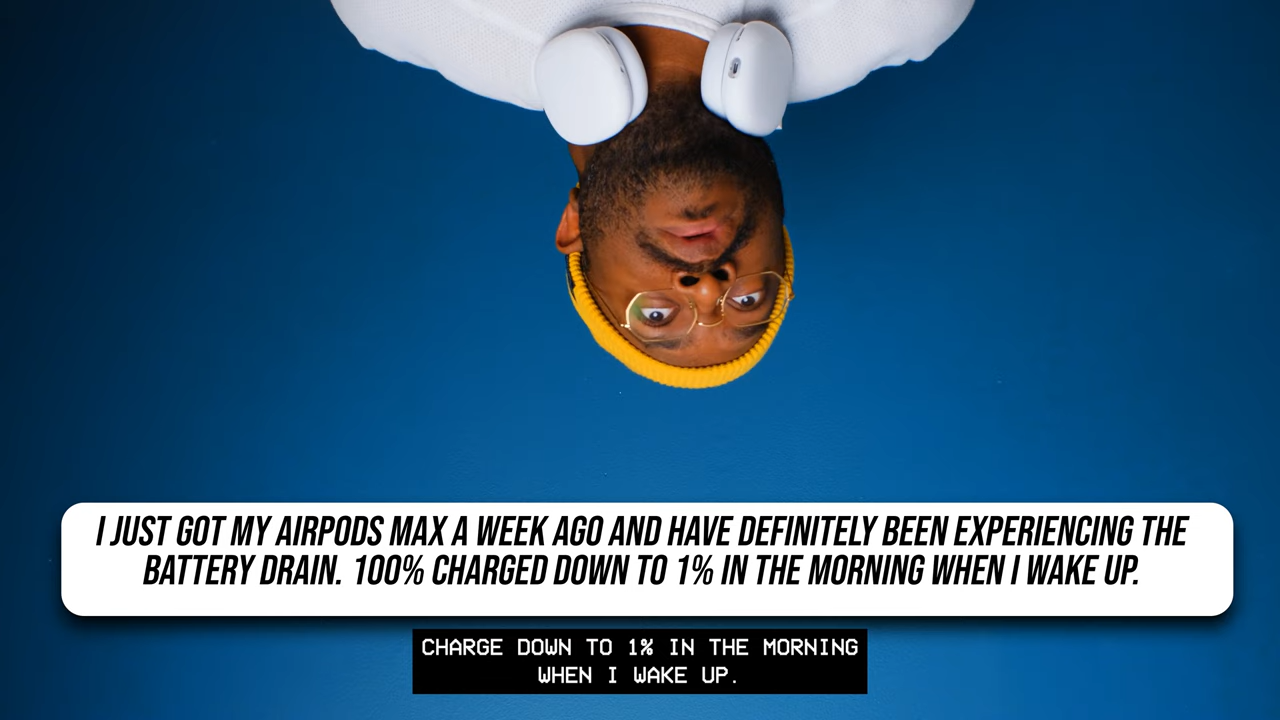 I JUST GOT MY AIRPODS MAX A WEEK AGO AND HAVE DEFINITELY BEEN EXPERIENCING THE
BATTERY DRAIN. 100% CHARGED DOWN TO 1% IN THE MORNING WHEN I WAKE UP.
CHARGE DOWN TO 1% IN THE MORNING
WHEN I WAKE UP.